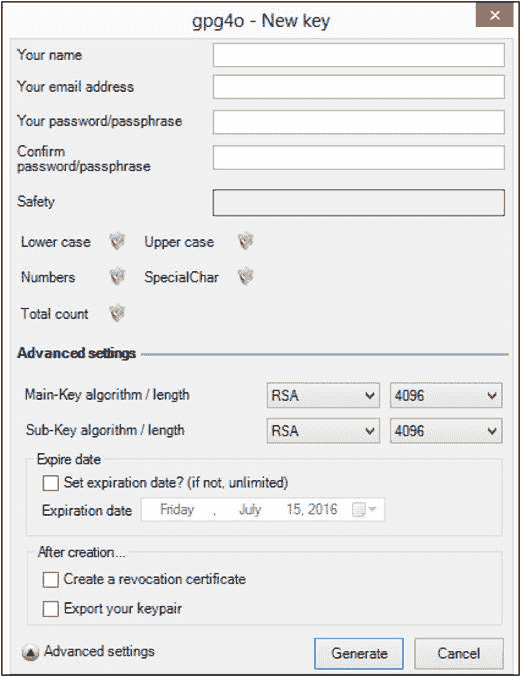 gpg4o - New key
Your name
Your email address
Your password/passphrase
Confirm
password/passphrase
Safety
Lower case Upper case
Numbers SpecialChar
Total count
Advanced settings
Main-Key algorithm / length RSA 4096
Sub-Key algorithm / length RSA 4096
Expire date
Set expiration date? (if not, unlimited)
Expiration date Friday , July 15, 2016
After creation...
Create a revocation certificate
Export your keypair
Advanced settings Generate Cancel